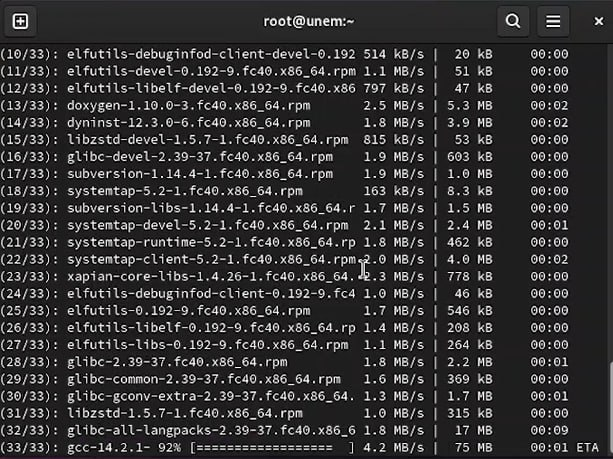 root@unem:~
(10/33): elfutils-debuginfod-client-devel-0.192 514 kB/s | 20 kB 00:00
(11/33): elfutils-devel-0.192-9.fc40.x86_64.rpm 1.1 MB/s | 51 kB 00:00
(12/33): elfutils-libelf-devel-0.192-9.fc40.x86 797 kB/s | 47 kB 00:00
(13/33): doxygen-1.10.0-3.fc40.x86_64.rpm 2.5 MB/s | 5.3 MB 00:02
(14/33): dyninst-12.3.0-6.fc40.x86_64.rpm 1.8 MB/s | 3.9 MB 00:02
(15/33): libzstd-devel-1.5.7-1.fc40.x86_64.rpm 815 kB/s | 53 kB 00:00
(16/33): glibc-devel-2.39-37.fc40.x86_64.rpm 1.9 MB/s | 603 kB 00:00
(17/33): subversion-1.14.4-1.fc40.x86_64.rpm 1.9 MB/s | 1.0 MB 00:00
(18/33): systemtap-5.2-1.fc40.x86_64.rpm 163 kB/s | 8.3 kB 00:00
(19/33): subversion-libs-1.14.4-1.fc40.x86_64.r 1.7 MB/s | 1.5 MB 00:00
(20/33): systemtap-devel-5.2-1.fc40.x86_64.rpm 2.1 MB/s | 2.4 MB 00:01
(21/33): systemtap-runtime-5.2-1.fc40.x86_64.rp 1.8 MB/s | 462 kB 00:00
(22/33): systemtap-client-5.2-1.fc40.x86_64.rpm 2.0 MB/s | 4.0 MB 00:02
(23/33): xapian-core-libs-1.4.26-1.fc40.x86_64. 2.3 MB/s | 778 kB 00:00
(24/33): elfutils-debuginfod-client-0.192-9.fc4 1.0 MB/s | 46 kB 00:00
(25/33): elfutils-0.192-9.fc40.x86_64.rpm 1.7 MB/s | 546 kB 00:00
(26/33): elfutils-libelf-0.192-9.fc40.x86_64.rp 1.4 MB/s | 208 kB 00:00
(27/33): elfutils-libs-0.192-9.fc40.x86_64.rpm 1.1 MB/s | 264 kB 00:00
(28/33): glibc-2.39-37.fc40.x86_64.rpm 1.8 MB/s | 2.2 MB 00:01
(29/33): glibc-common-2.39-37.fc40.x86_64.rpm 1.6 MB/s | 369 kB 00:00
(30/33): glibc-gconv-extra-2.39-37.fc40.x86_64. 1.3 MB/s | 1.7 MB 00:01
(31/33): libzstd-1.5.7-1.fc40.x86_64.rpm 1.0 MB/s | 315 kB 00:00
(32/33): glibc-all-langpacks-2.39-37.fc40.x86_6 1.8 MB/s | 17 MB 00:09
(33/33): gcc-14.2.1- 92% [================== ] 4.2 MB/s | 75 MB 00:01 ETA